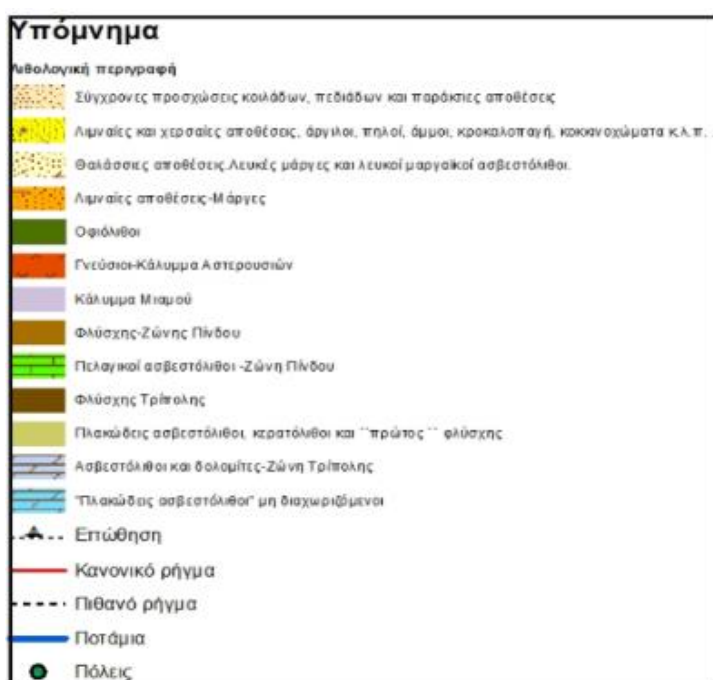 Υπόμνημα
Λιθολογική περιγραφή
Σύγχρονες προσχώσεις κοιλάδων, πεδιάδων και παράκτιες αποθέσεις
Λιμναίες και χερσαίες αποθέσεις, άργιλοι, πηλοί, άμμοι, κροκαλοπαγή, κοκκινοχώματα κ.λ.π.
Θαλάσσιες αποθέσεις.Λευκές μάργες και λευκοί μαργαϊκοί ασβεστόλιθοι.
Λιμναίες αποθέσεις-Μάργες
Οφιόλιθοι
Γνεύσιοι-Κάλυμμα Αστερουσιών
Κάλυμμα Μιαμού
Φλύσχης-Ζώνης Πίνδου
Πελαγικοί ασβεστόλιθοι -Ζώνη Πίνδου
Φλύσχης Τρίπολης
Πλακώδεις ασβεστόλιθοι, κερατόλιθοι και ``πρώτος`` φλύσχης
Ασβεστόλιθοι και δολομίτες-Ζώνη Τρίπολης
"Πλακώδεις ασβεστόλιθοι" μη διαχωριζόμενοι
Επώθηση
Κανονικό ρήγμα
Πιθανό ρήγμα
Ποτάμια
Πόλεις